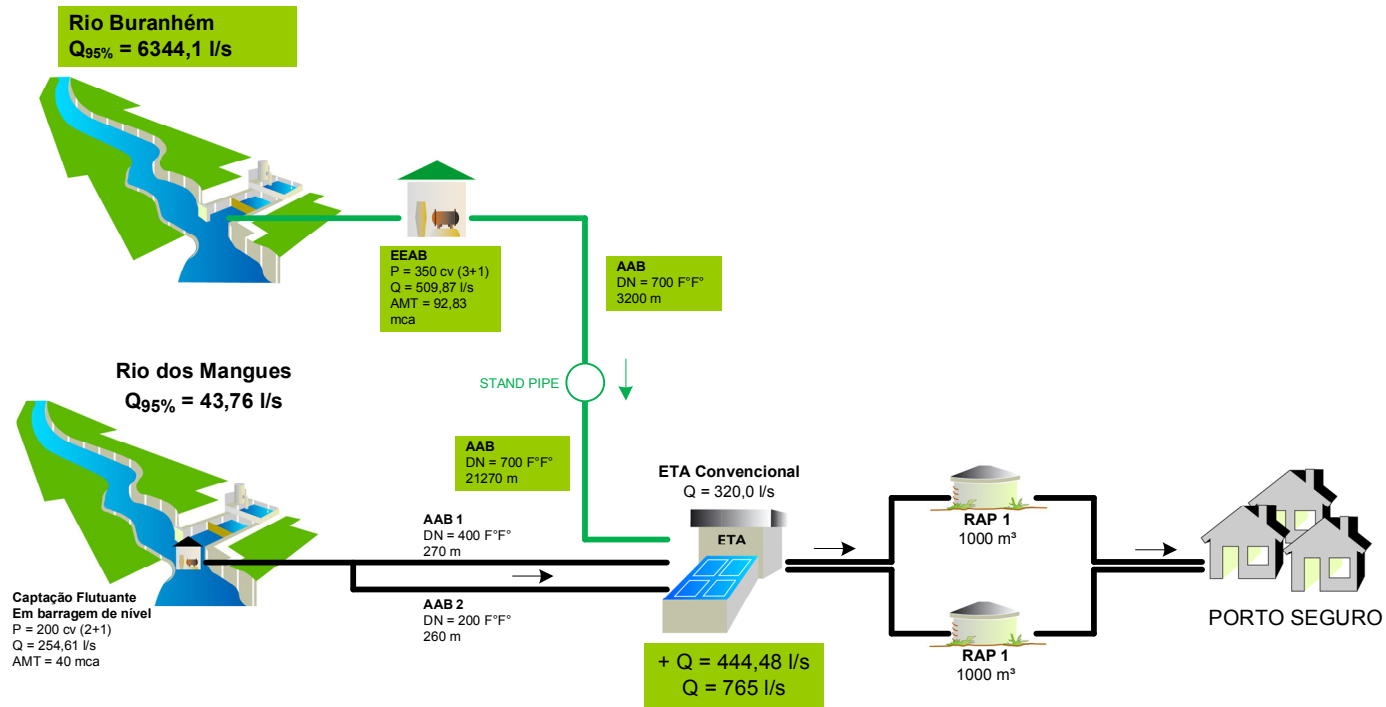 Rio Buranhém
Q95% = 6344,1 l/s
EEAB
P = 350 cv (3+1)
Q = 509,87 l/s
AMT = 92,83
mca
AAB
DN = 700 F°F°
3200 m
STAND PIPE
Rio dos Mangues
Q95% = 43,76 l/s
AAB
DN = 700 F°F°
21270 m
ETA Convencional
Q = 320,0 l/s
ETA
AAB 1
DN = 400 F°F°
270 m
AAB 2
DN = 200 F°F°
260 m
Captação Flutuante
Em barragem de nível
P = 200 cv (2+1)
Q = 254,61 l/s
AMT = 40 mca
RAP 1
1000 m³
RAP 1
1000 m³
PORTO SEGURO
+ Q = 444,48 l/s
Q = 765 l/s